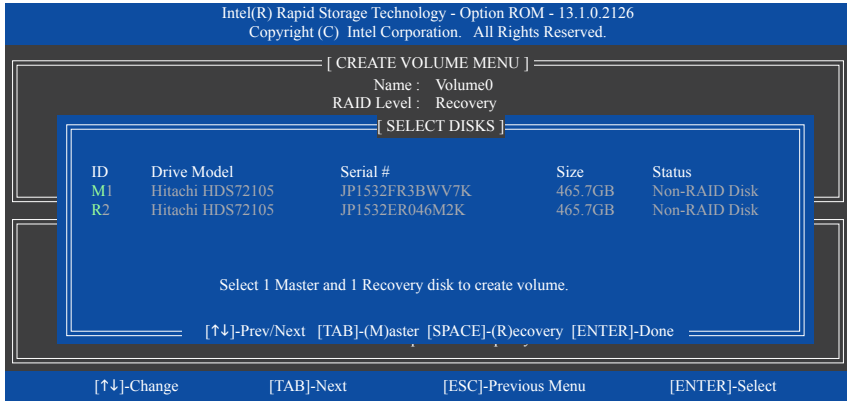 Intel(R) Rapid Storage Technology - Option ROM - 13.1.0.2126
Copyright (C) Intel Corporation. All Rights Reserved.
[ CREATE VOLUME MENU ]
Name : Volume0
RAID Level : Recovery
[ SELECT DISKS ]
ID Drive Model Serial # Size Status
M1 Hitachi HDS72105 JP1532FR3BWV7K 465.7GB Non-RAID Disk
R2 Hitachi HDS72105 JP1532ER046M2K 465.7GB Non-RAID Disk
Select 1 Master and 1 Recovery disk to create volume.
[↑↓]-Prev/Next [TAB]-(M)aster [SPACE]-(R)ecovery [ENTER]-Done
[↑↓]-Change [TAB]-Next [ESC]-Previous Menu [ENTER]-Select